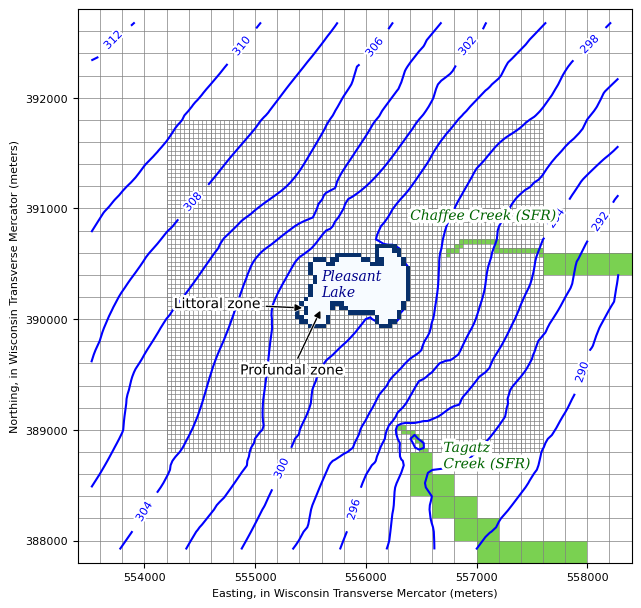 312
310
306
302
298
392000
308
391000
Chaffee Creek (SFR)
292
Pleasant
Lake
Littoral zone
390000
Profundal zone
290
389000
Tagatz
Creek (SFR)
300
304
296
388000
554000
555000
556000
557000
558000
Easting, in Wisconsin Transverse Mercator (meters)
Northing, in Wisconsin Transverse Mercator (meters)